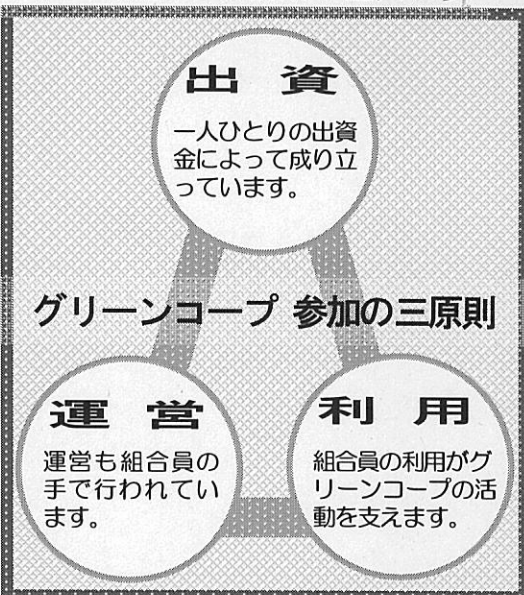 出 資
一人ひとりの出資
金によって成り立
っています。
グリーンコープ 参加の三原則
運 営
運営も組合員の
手で行われてい
ます。
利 用
組合員の利用がグ
リーンコープの活
動を支えます。